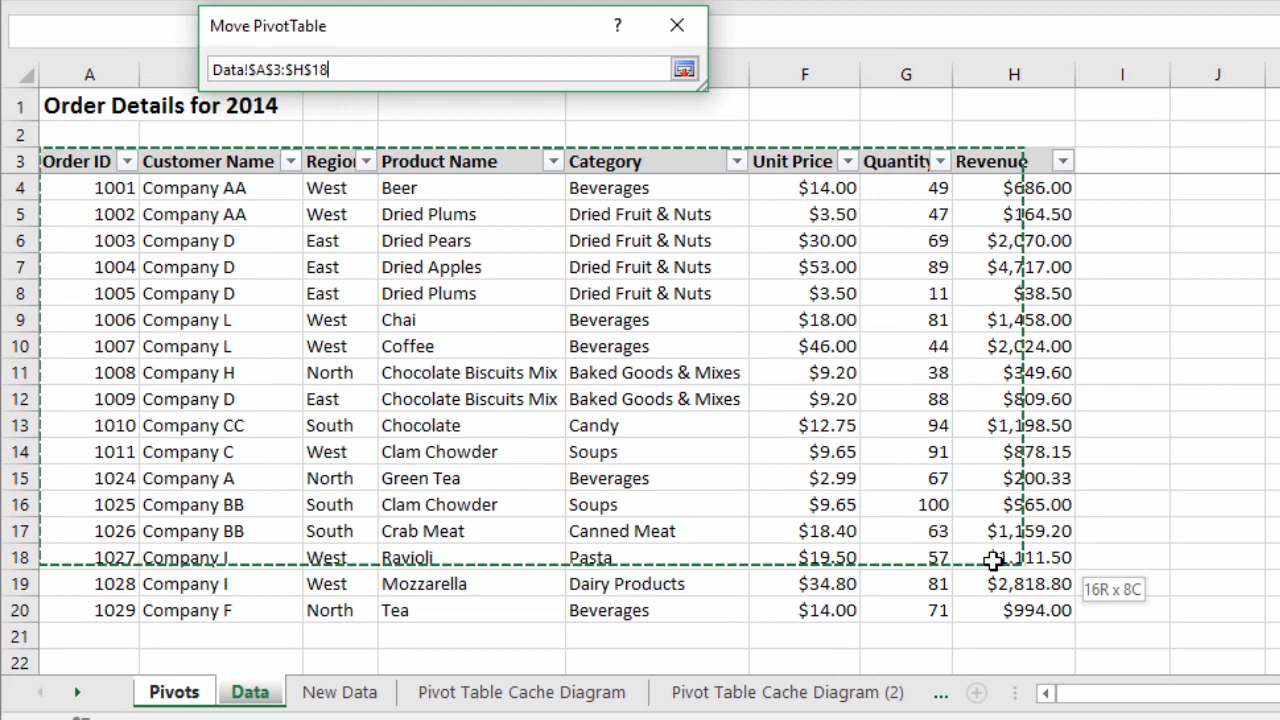 Move PivotTable ?
Data!$A$3:$H$18
A F G H I J
1 Order Details for 2014
2
3 Order ID Customer Name Region Product Name Category Unit Price Quantity Revenue
4 1001 Company AA West Beer Beverages $14.00 49 $686.00
5 1002 Company AA West Dried Plums Dried Fruit & Nuts $3.50 47 $164.50
6 1003 Company D East Dried Pears Dried Fruit & Nuts $30.00 69 $2,070.00
7 1004 Company D East Dried Apples Dried Fruit & Nuts $53.00 89 $4,717.00
8 1005 Company D East Dried Plums Dried Fruit & Nuts $3.50 11 $38.50
9 1006 Company L West Chai Beverages $18.00 81 $1,458.00
10 1007 Company L West Coffee Beverages $46.00 44 $2,024.00
11 1008 Company H North Chocolate Biscuits Mix Baked Goods & Mixes $9.20 38 $349.60
12 1009 Company D East Chocolate Biscuits Mix Baked Goods & Mixes $9.20 88 $809.60
13 1010 Company CC South Chocolate Candy $12.75 94 $1,198.50
14 1011 Company C West Clam Chowder Soups $9.65 91 $878.15
15 1024 Company A North Green Tea Beverages $2.99 67 $200.33
16 1025 Company BB South Clam Chowder Soups $9.65 100 $965.00
17 1026 Company BB South Crab Meat Canned Meat $18.40 63 $1,159.20
18 1027 Company I West Ravioli Pasta $19.50 57 $1,111.50
19 1028 Company I West Mozzarella Dairy Products $34.80 81 $2,818.80
16R x 8C
20 1029 Company F North Tea Beverages $14.00 71 $994.00
21
22
Pivots Data New Data Pivot Table Cache Diagram Pivot Table Cache Diagram (2) ...